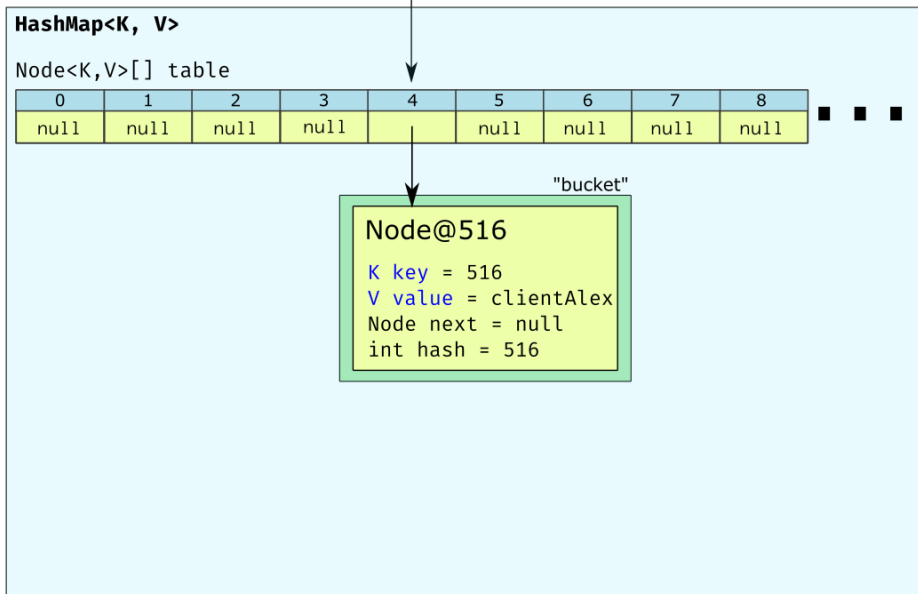 HashMap<K, V>
Node<K,V>[] table
0 1 2 3 4 5 6 7 8
null null null null null null null null
"bucket"
Node@516
K key = 516
V value = clientAlex
Node next = null
int hash = 516